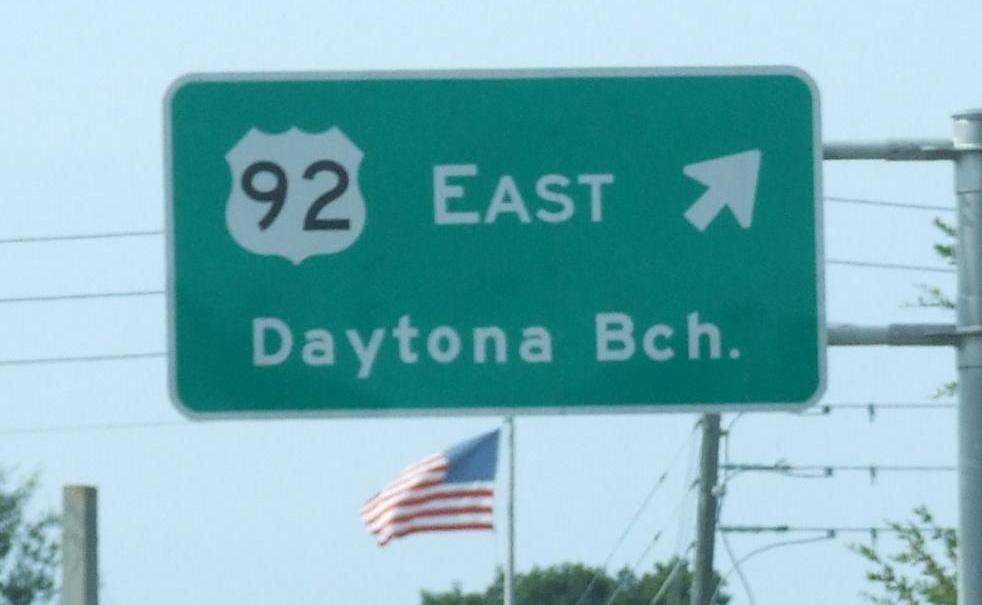 92 EAST
Daytona Bch.